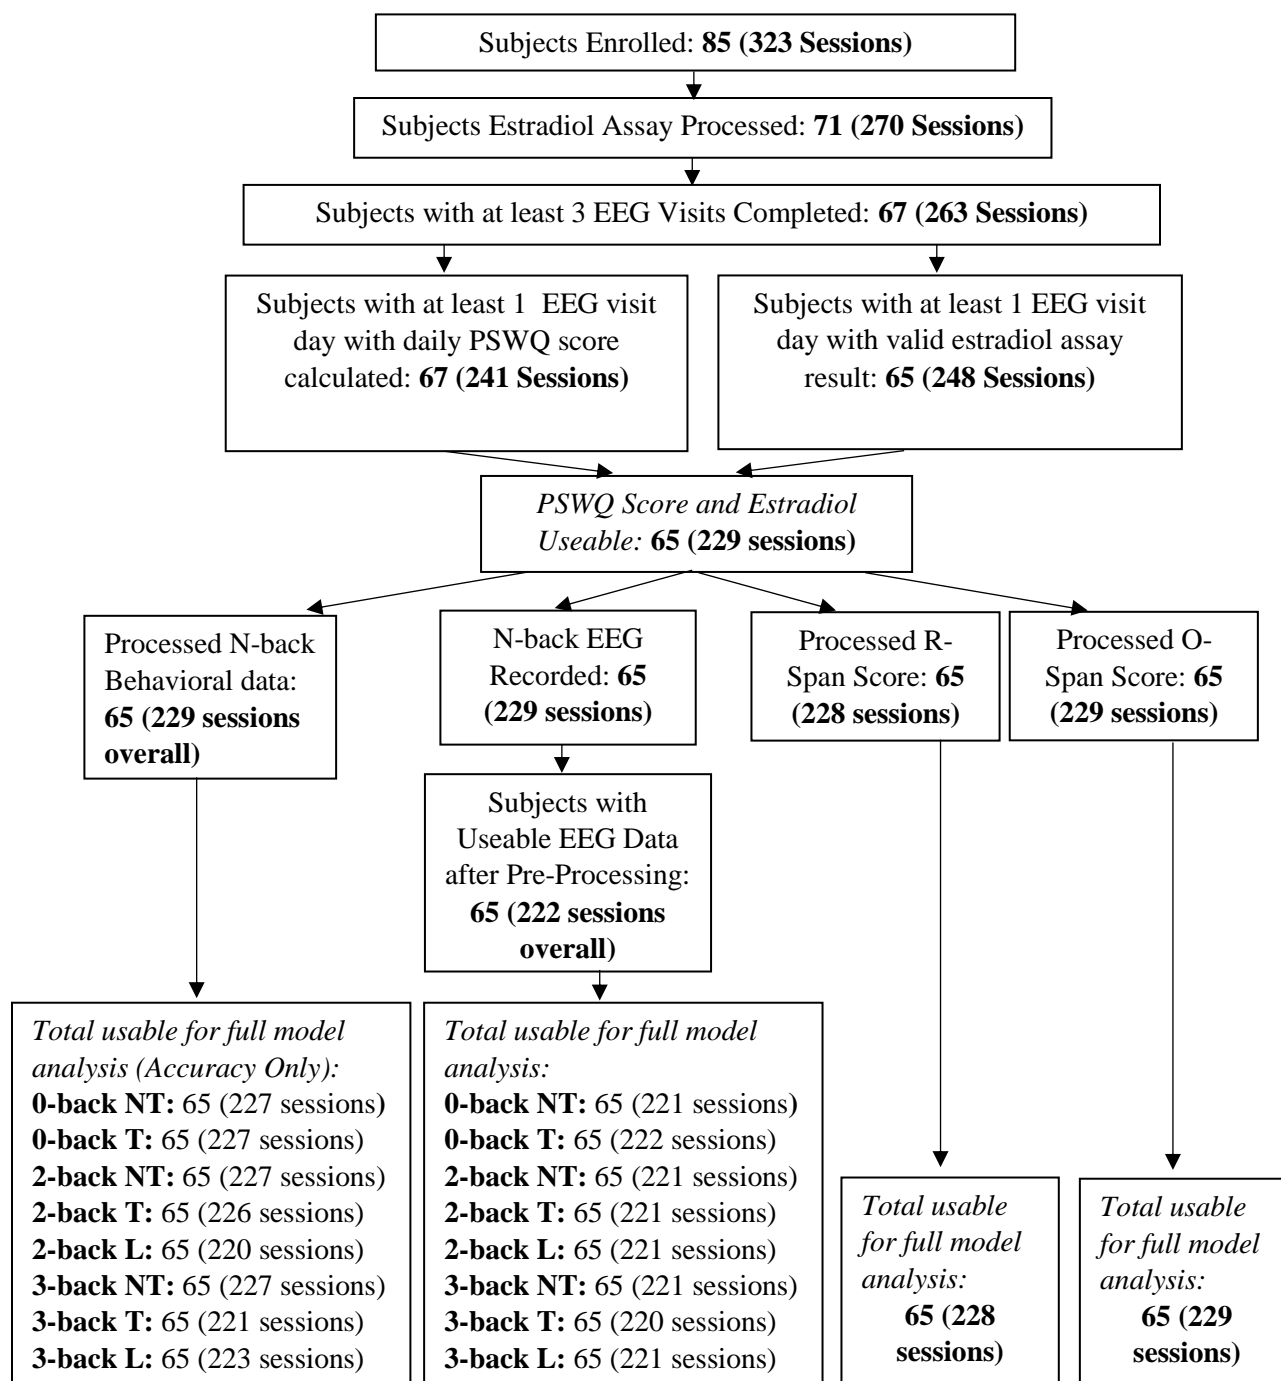 Subjects Enrolled: 85 (323 Sessions)
Subjects Estradiol Assay Processed: 71 (270 Sessions)
Subjects with at least 3 EEG Visits Completed: 67 (263 Sessions)
Subjects with at least 1 EEG visit
day with daily PSWQ score
calculated: 67 (241 Sessions)
Subjects with at least 1 EEG visit
day with valid estradiol assay
result: 65 (248 Sessions)
PSWQ Score and Estradiol
Useable: 65 (229 sessions)
Processed N-back
Behavioral data:
65 (229 sessions
overall)
N-back EEG
Recorded: 65
(229 sessions)
Processed R-
Span Score: 65
(228 sessions)
Processed O-
Span Score: 65
(229 sessions)
Subjects with
Useable EEG Data
after Pre-Processing:
65 (222 sessions
overall)
Total usable for full model
analysis (Accuracy Only):
0-back NT: 65 (227 sessions)
0-back T: 65 (227 sessions)
2-back NT: 65 (227 sessions)
2-back T: 65 (226 sessions)
2-back L: 65 (220 sessions)
3-back NT: 65 (227 sessions)
3-back T: 65 (221 sessions)
3-back L: 65 (223 sessions)
Total usable for full model
analysis:
0-back NT: 65 (221 sessions)
0-back T: 65 (222 sessions)
2-back NT: 65 (221 sessions)
2-back T: 65 (221 sessions)
2-back L: 65 (221 sessions)
3-back NT: 65 (221 sessions)
3-back T: 65 (220 sessions)
3-back L: 65 (221 sessions)
Total usable
for full model
analysis:
65 (228
sessions)
Total usable
for full model
analysis:
65 (229
sessions)